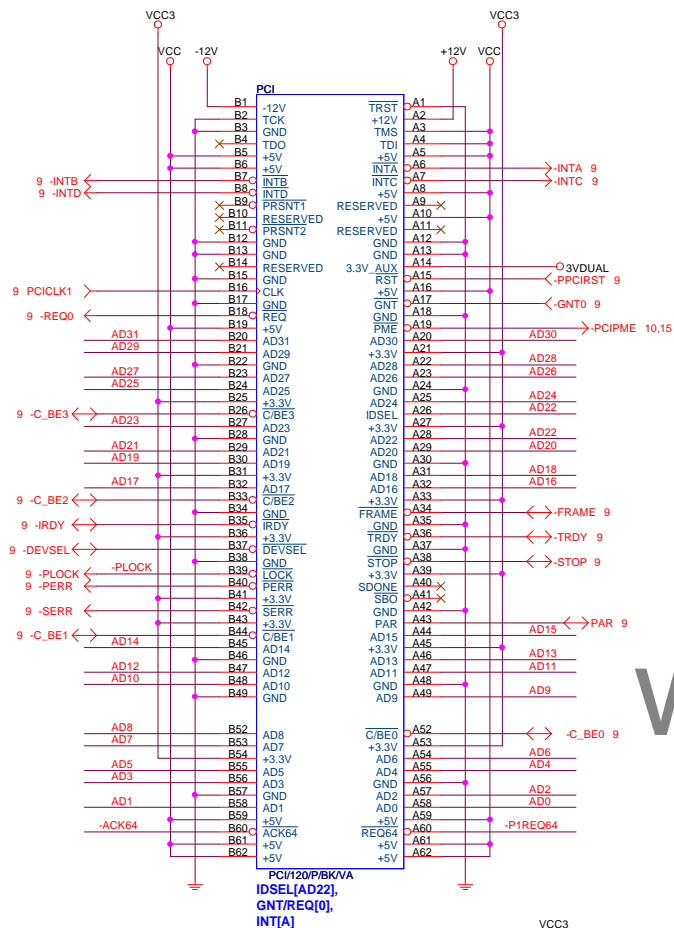 VCC3 VCC3
VCC -12V +12V VCC
PCI
B1 -12V TRST A1
B2 TCK +12V A2
B3 GND TMS A3
B4 TDO TDI A4
B5 +5V +5V A5
B6 +5V INTA A6 -INTA 9
9 -INTB B7 INTB INTC A7 -INTC 9
9 -INTD B8 INTD +5V A8
B9 PRSNT1 RESERVED A9
B10 RESERVED +5V A10
B11 PRSNT2 RESERVED A11
B12 GND GND A12
B13 GND GND A13
B14 RESERVED 3.3V_AUX A14 3VDUAL
B15 GND RST A15 -PPCIRST 9
9 PCICLK1 B16 CLK +5V A16
B17 GND GNT A17 -GNT0 9
9 -REQ0 B18 REQ GND A18
B19 +5V PME A19 -PCIPME 10,15
AD31 B20 AD31 AD30 A20 AD30
AD29 B21 AD29 +3.3V A21
B22 GND AD28 A22 AD28
AD27 B23 AD27 AD26 A23 AD26
AD25 B24 AD25 GND A24
B25 +3.3V AD24 A25 AD24
9 -C_BE3 B26 C/BE3 IDSEL A26 AD22
AD23 B27 AD23 +3.3V A27
B28 GND AD22 A28 AD22
AD21 B29 AD21 AD20 A29 AD20
AD19 B30 AD19 GND A30
B31 +3.3V AD18 A31 AD18
AD17 B32 AD17 AD16 A32 AD16
9 -C_BE2 B33 C/BE2 +3.3V A33
B34 GND FRAME A34 -FRAME 9
9 -IRDY B35 IRDY GND A35
B36 +3.3V TRDY A36 -TRDY 9
9 -DEVSEL B37 DEVSEL GND A37
B38 GND STOP A38 -STOP 9
9 -PLOCK -PLOCK B39 LOCK +3.3V A39
9 -PERR B40 PERR SDONE A40
B41 +3.3V SBO A41
9 -SERR B42 SERR GND A42
B43 +3.3V PAR A43 PAR 9
9 -C_BE1 B44 C/BE1 AD15 A44 AD15
AD14 B45 AD14 +3.3V A45
B46 GND AD13 A46 AD13
AD12 B47 AD12 AD11 A47 AD11
AD10 B48 AD10 GND A48
B49 GND AD9 A49 AD9
AD8 B52 AD8 C/BE0 A52 -C_BE0 9
AD7 B53 AD7 +3.3V A53
B54 +3.3V AD6 A54 AD6
AD5 B55 AD5 AD4 A55 AD4
AD3 B56 AD3 GND A56
B57 GND AD2 A57 AD2
AD1 B58 AD1 AD0 A58 AD0
B59 +5V +5V A59
-ACK64 B60 ACK64 REQ64 A60 -P1REQ64
B61 +5V +5V A61
B62 +5V +5V A62
PCI/120/P/BK/VA
IDSEL[AD22],
GNT/REQ[0],
INT[A]
VCC3